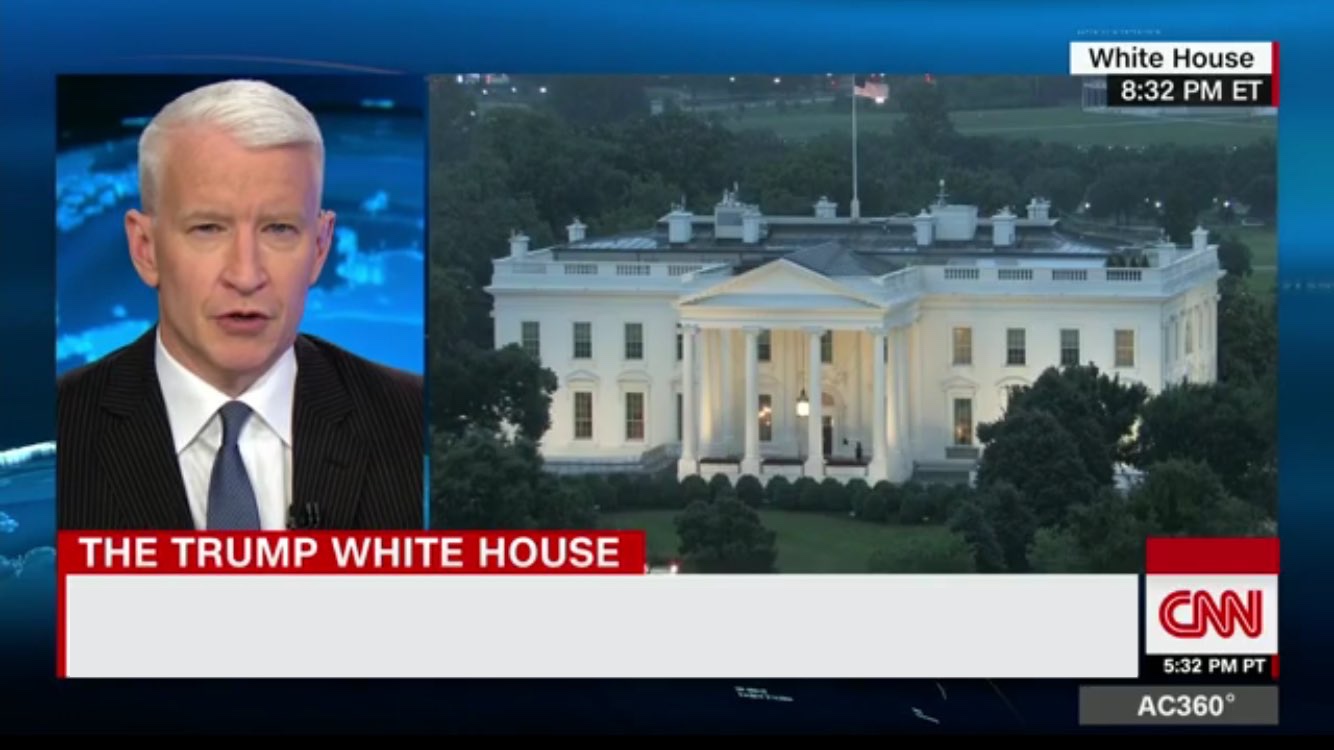 White House
8:32 PM ET
THE TRUMP WHITE HOUSE
CNN
5:32 PM PT
AC360°